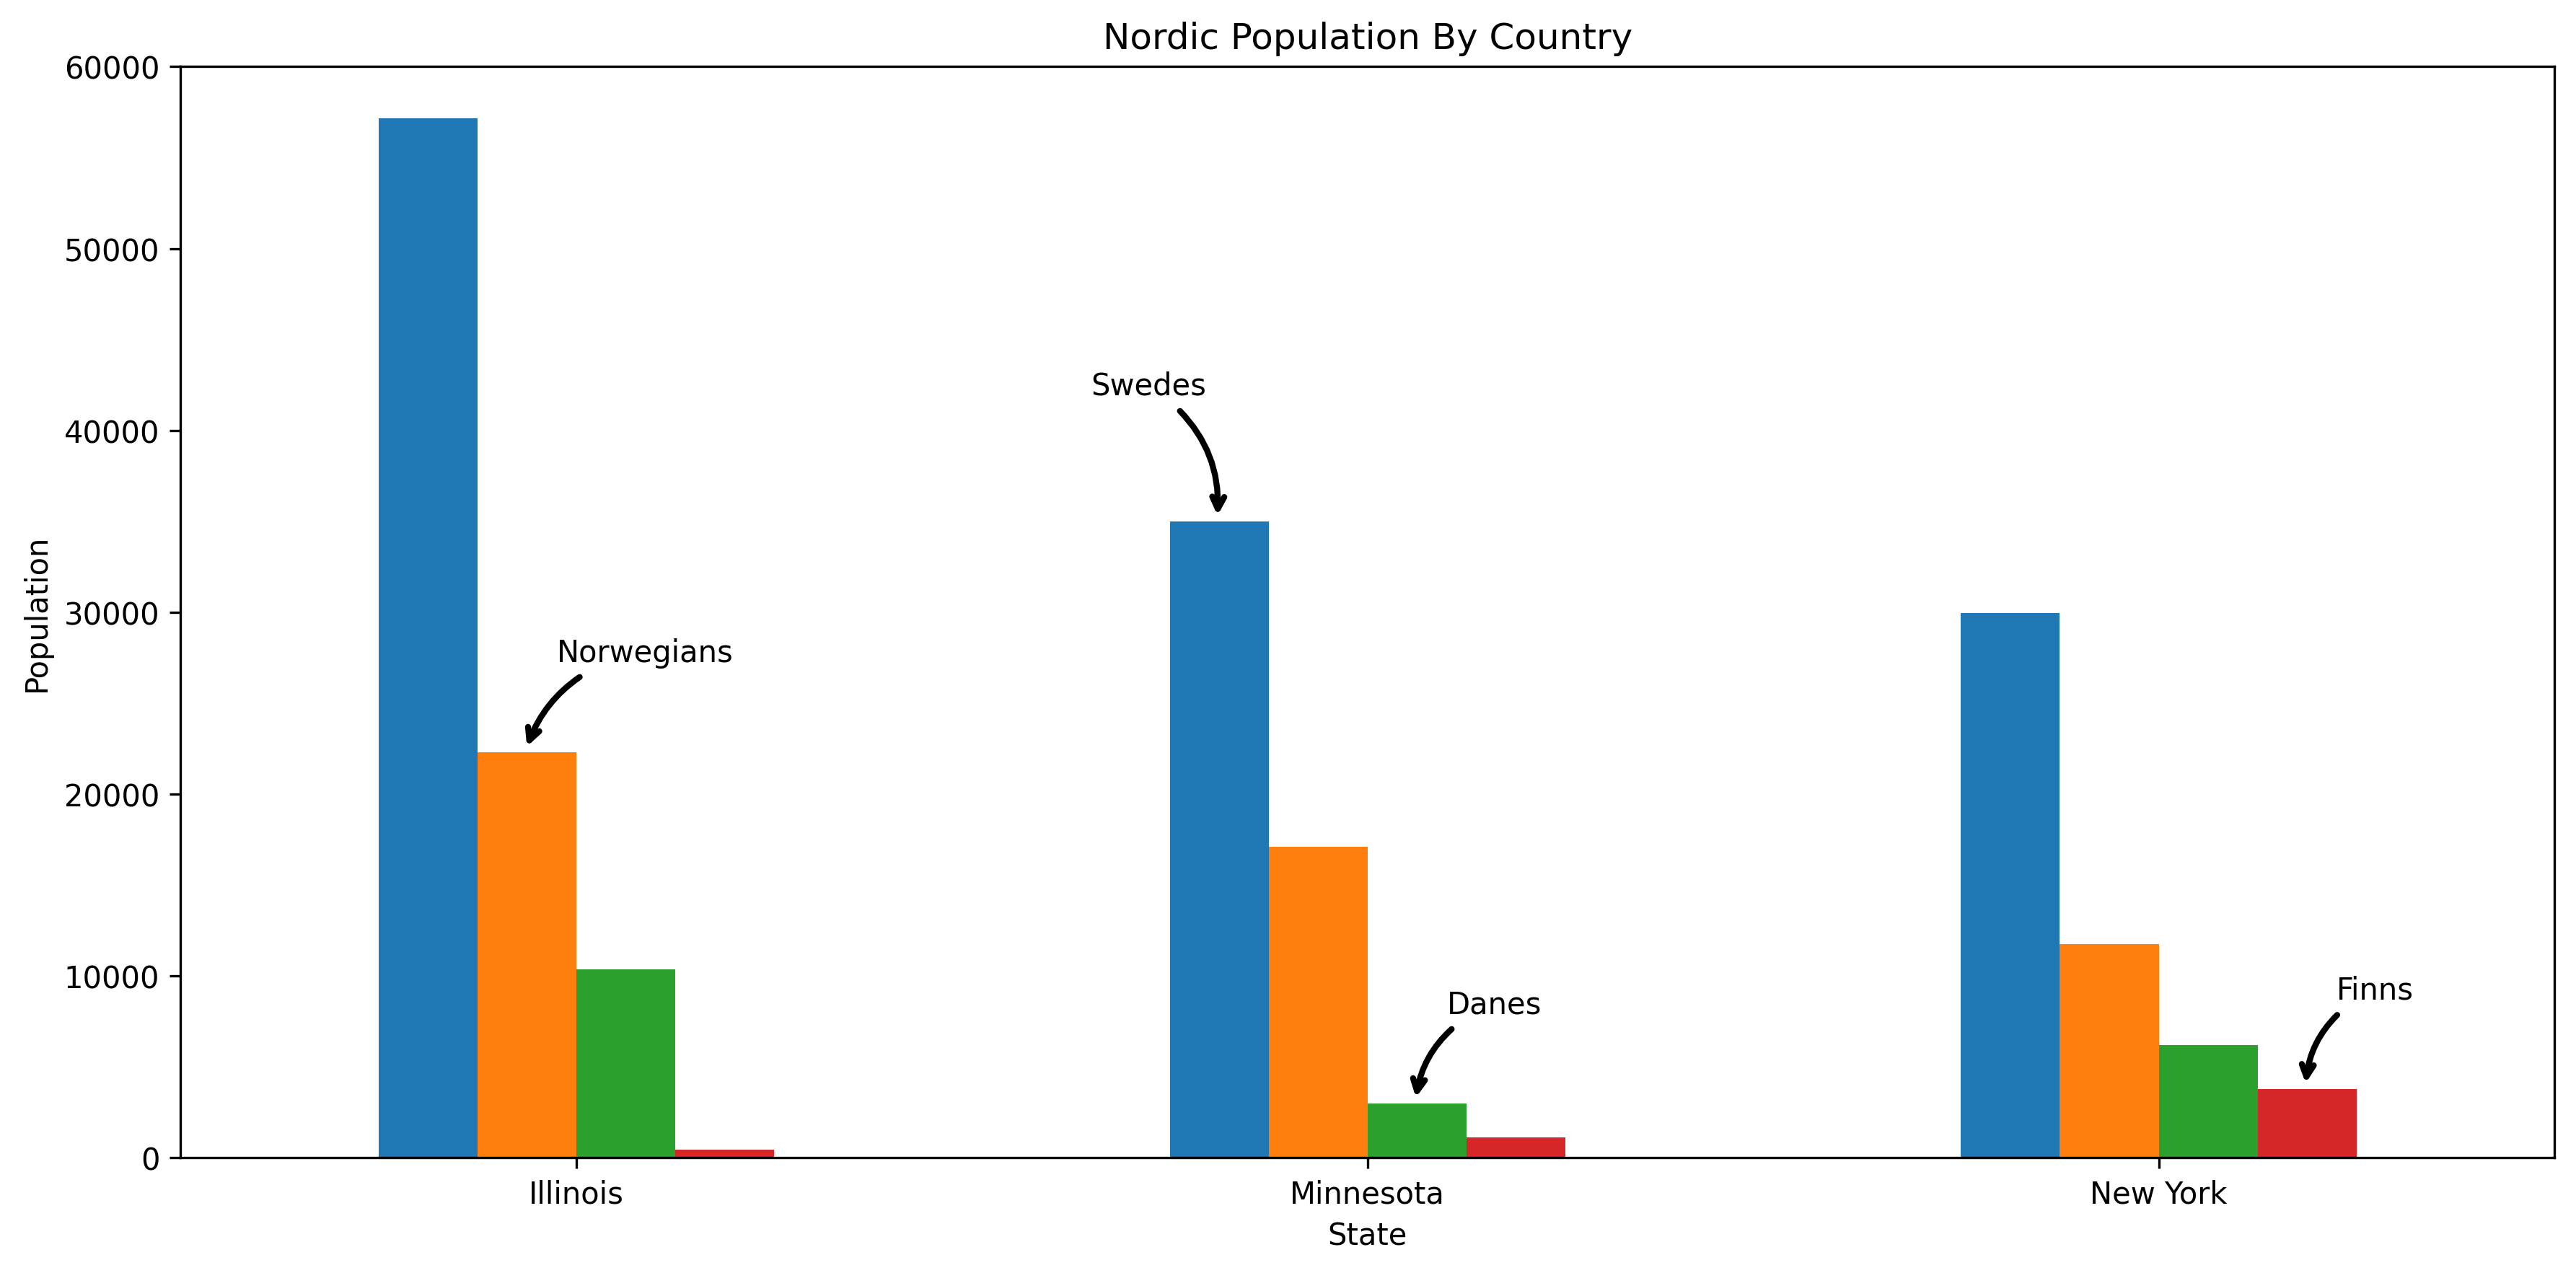 Nordic Population By Country
60000
50000
40000
30000
20000
10000
0
Population
Swedes
Norwegians
Danes
Finns
Illinois
Minnesota
New York
State